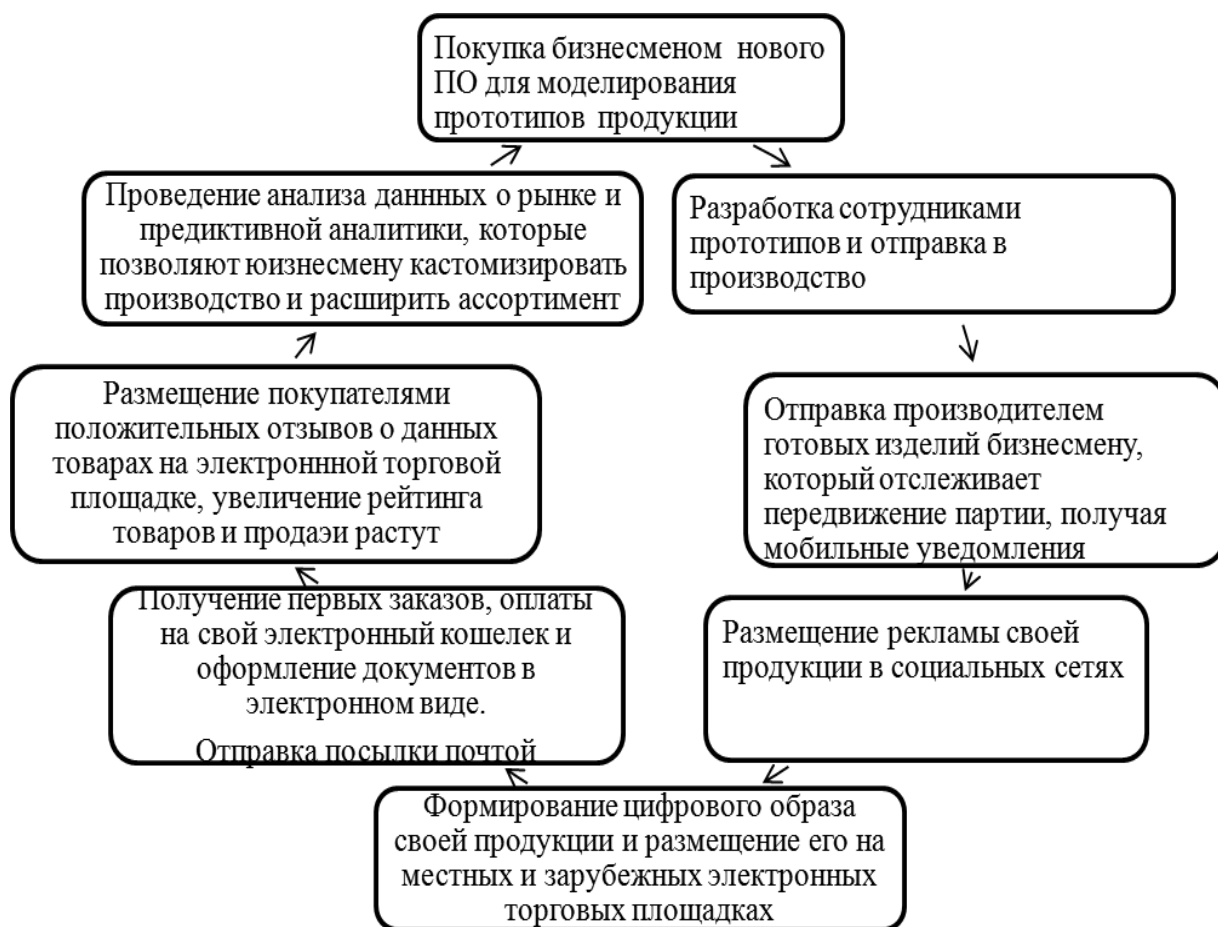 Покупка бизнесменом нового
ПО для моделирования
прототипов продукции
Разработка сотрудниками
прототипов и отправка в
производство
Отправка производителем
готовых изделий бизнесмену,
который отслеживает
передвижение партии, получая
мобильные уведомления
Размещение рекламы своей
продукции в социальных сетях
Формирование цифрового образа
своей продукции и размещение его на
местных и зарубежных электронных
торговых площадках
Получение первых заказов, оплаты
на свой электронный кошелек и
оформление документов в
электронном виде.
Отправка посылки почтой
Размещение покупателями
положительных отзывов о данных
товарах на электроннной торговой
площадке, увеличение рейтинга
товаров и продаэи растут
Проведение анализа даннных о рынке и
предиктивной аналитики, которые
позволяют юизнесмену кастомизировать
производство и расширить ассортимент